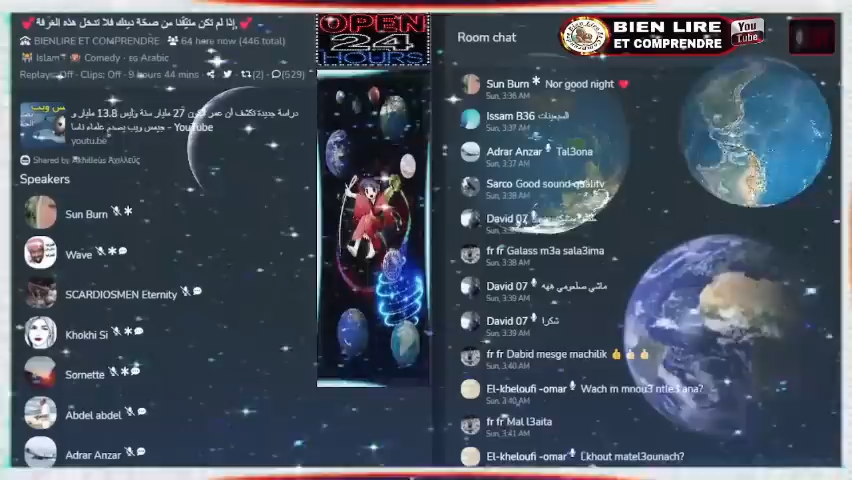 إذا لم تكن متيقنا من صحة دينك فلا تدخل هذه الغرفة.
BIENLIRE ET COMPRENDRE · 64 here now (446 total)
Islam · Comedy · Arabic
Replays: Off · Clips: Off · 9 hours 44 mins (2) (529)
دراسة جديدة تكشف أن عمر الكون 27 مليار سنة وليس 13.8 مليار و
جيمس ويب يصدم علماء ناسا - YouTube
youtu.be
Shared by
Speakers
Sun Burn
Wave
SCARDIOSMEN Eternity
Khokhi Si
Somette
Abdel abdel
Adrar Anzar
OPEN
24
HOURS
Room chat
BIEN LIRE
ET COMPRENDRE
You
Tube
Sun Burn Nor good night
Sun, 3:36 AM
Issam B36
Sun, 3:37 AM
Adrar Anzar Tal3ona
Sun, 3:37 AM
Sarco Good sound quality
Sun, 3:38 AM
David 07
fr fr Galass m3a sala3ima
Sun, 3:38 AM
David 07 ماشي صلعومي هيه
Sun, 3:39 AM
David 07 شكرا
Sun, 3:39 AM
fr fr Dabid mesge machilik 👍👍👍
Sun, 3:40 AM
El-kheloufi -omar Wach m mnou3 ntle3 ana?
Sun, 3:40 AM
fr fr Mal l3aita
Sun, 3:41 AM
El-kheloufi -omar Lkhout matel3ounach?